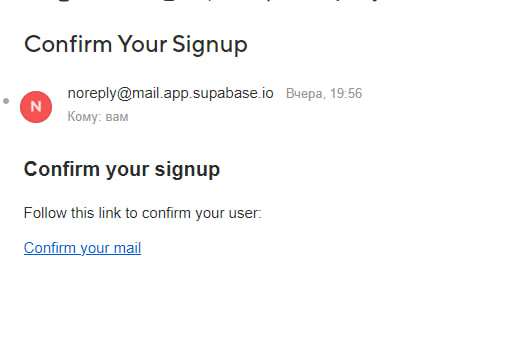 Confirm Your Signup
N
noreply@mail.app.supabase.io Вчера, 19:56
Кому: вам
Confirm your signup
Follow this link to confirm your user:
Confirm your mail